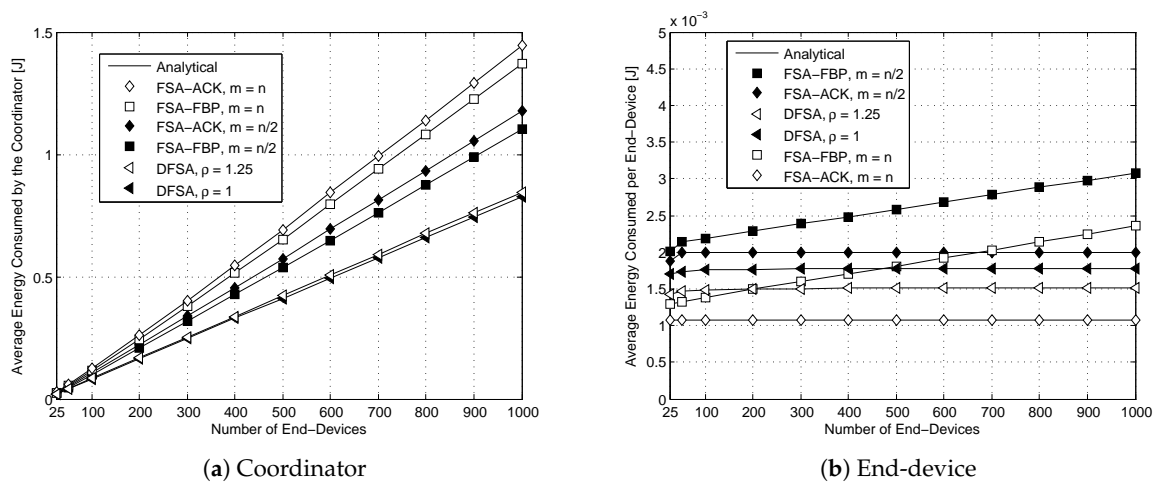 Average Energy Consumed by the Coordinator [J]
1.5
1
0.5
0
Analytical
FSA−ACK, m = n
FSA−FBP, m = n
FSA−ACK, m = n/2
FSA−FBP, m = n/2
DFSA, ρ = 1.25
DFSA, ρ = 1
25 100 200 300 400 500 600 700 800 900 1000
Number of End−Devices
(a) Coordinator
x 10−3
Average Energy Consumed per End−Device [J]
5
4.5
4
3.5
3
2.5
2
1.5
1
0.5
0
Analytical
FSA−FBP, m = n/2
FSA−ACK, m = n/2
DFSA, ρ = 1.25
DFSA, ρ = 1
FSA−FBP, m = n
FSA−ACK, m = n
25 100 200 300 400 500 600 700 800 900 1000
Number of End−Devices
(b) End-device